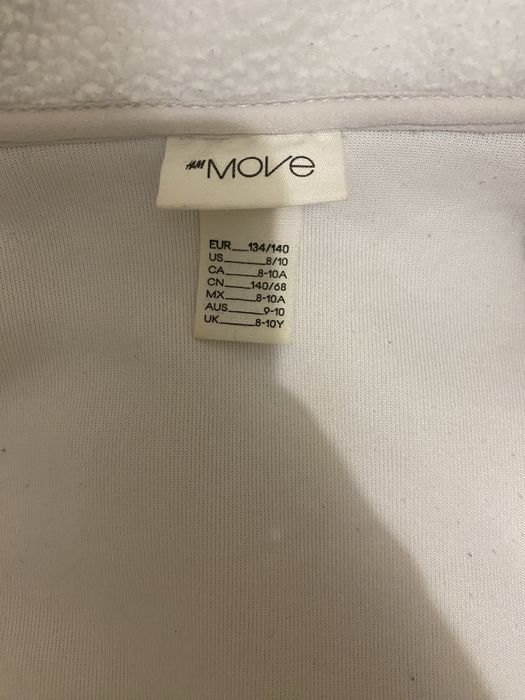 H&M MOVE
EUR 134/140
US 8/10
CA 8-10A
CN 140/68
MX 8-10A
AUS 9-10
UK 8-10Y